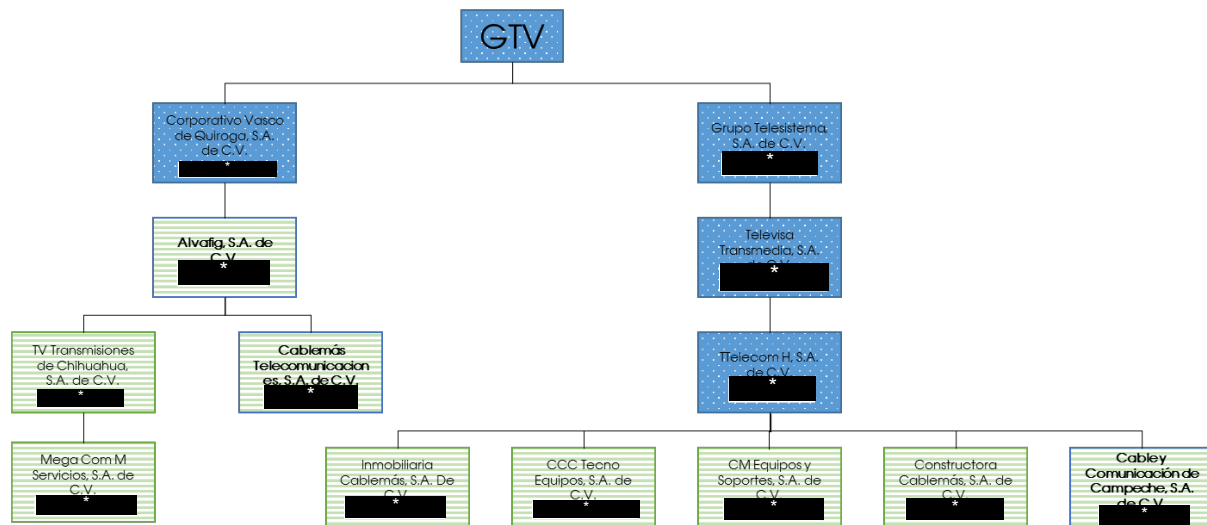 GTV
Corporativo Vasco
de Quiroga, S.A.
de C.V.
*
Grupo Telesistema,
S.A. de C.V.
*
Alvafig, S.A. de
C.V.
*
Televisa
Transmedia, S.A.
de C.V.
*
TV Transmisiones
de Chihuahua,
S.A. de C.V.
*
Cablemás
Telecomunicacion
es, S.A. de C.V.
*
TTelecom H, S.A.
de C.V.
*
Mega Com M
Servicios, S.A. de
C.V.
*
Inmobiliaria
Cablemás, S.A. De
C.V.
*
CCC Tecno
Equipos, S.A. de
C.V.
*
CM Equipos y
Soportes, S.A. de
C.V.
*
Constructora
Cablemás, S.A. de
C.V.
*
Cable y
Comunicación de
Campeche, S.A.
de C.V.
*